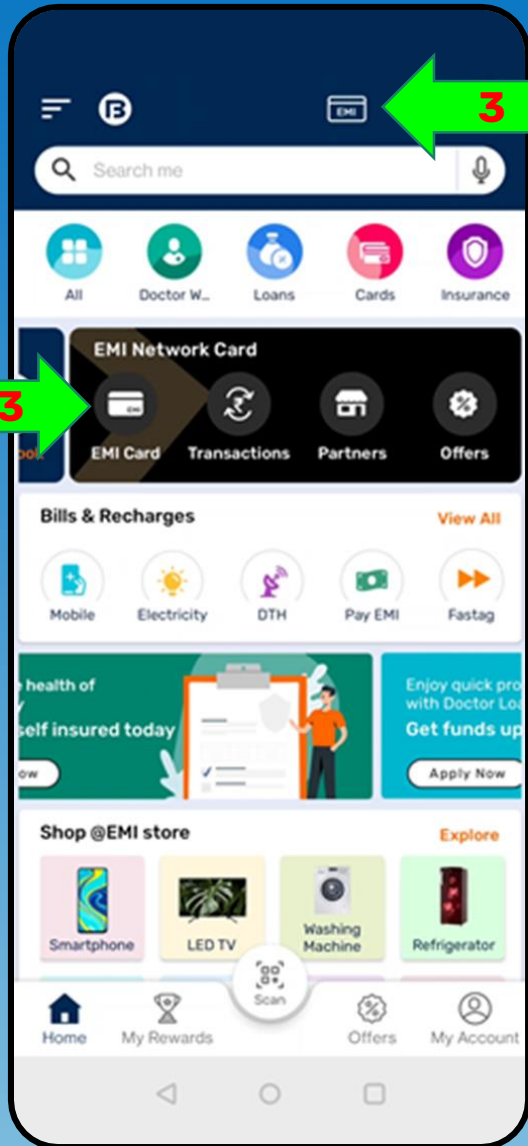 B
EMI
3
Search me
All
Doctor W...
Loans
Cards
Insurance
EMI Network Card
3
EMI Card
Transactions
Partners
Offers
Bills & Recharges
View All
Mobile
Electricity
DTH
Pay EMI
Fastag
health of
self insured today
ow
Enjoy quick pro
with Doctor Loa
Get funds up
Apply Now
Shop @EMI store
Explore
Smartphone
LED TV
Washing
Machine
Refrigerator
Scan
Home
My Rewards
Offers
My Account